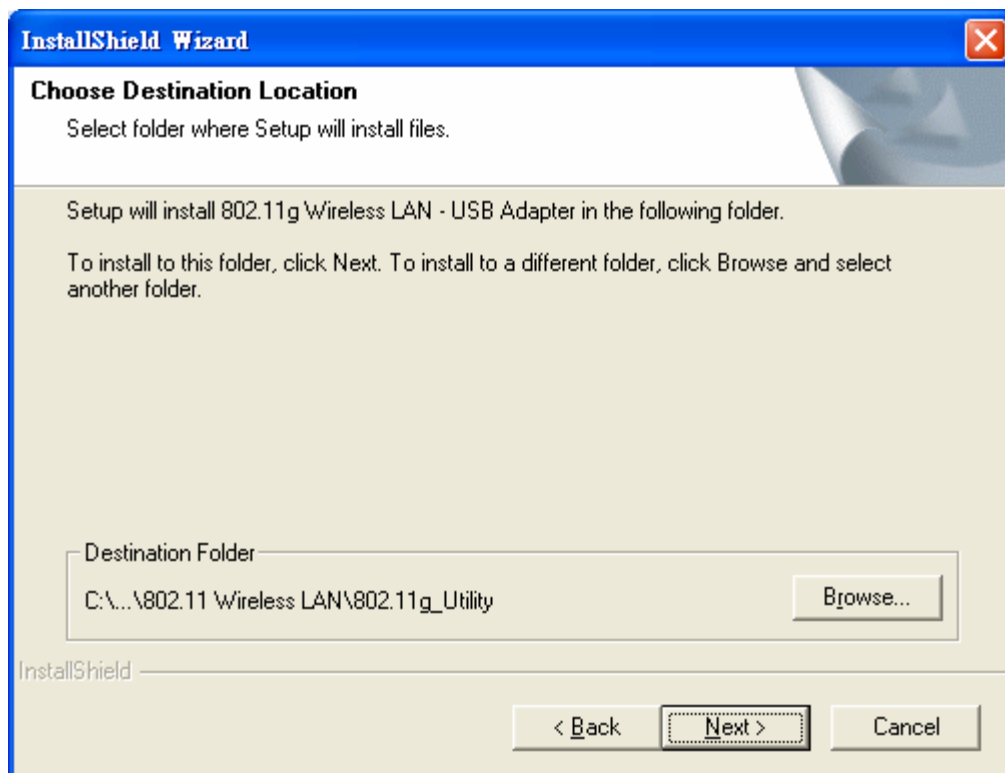 InstallShield Wizard
Choose Destination Location
Select folder where Setup will install files.
Setup will install 802.11g Wireless LAN - USB Adapter in the following folder.
To install to this folder, click Next. To install to a different folder, click Browse and select
another folder.
Destination Folder
C:\...\802.11 Wireless LAN\802.11g_Utility
Browse...
InstallShield
< Back
Next >
Cancel